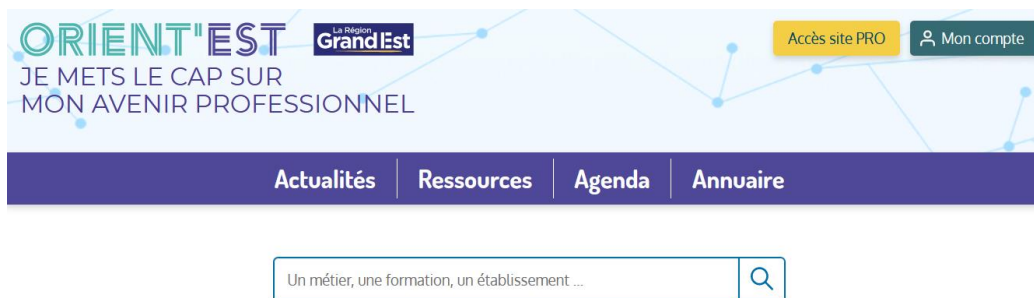 ORIENT'EST
La Région
Grand Est
Accès site PRO
Mon compte
JE METS LE CAP SUR
MON AVENIR PROFESSIONNEL
Actualités
Ressources
Agenda
Annuaire
Un métier, une formation, un établissement ...